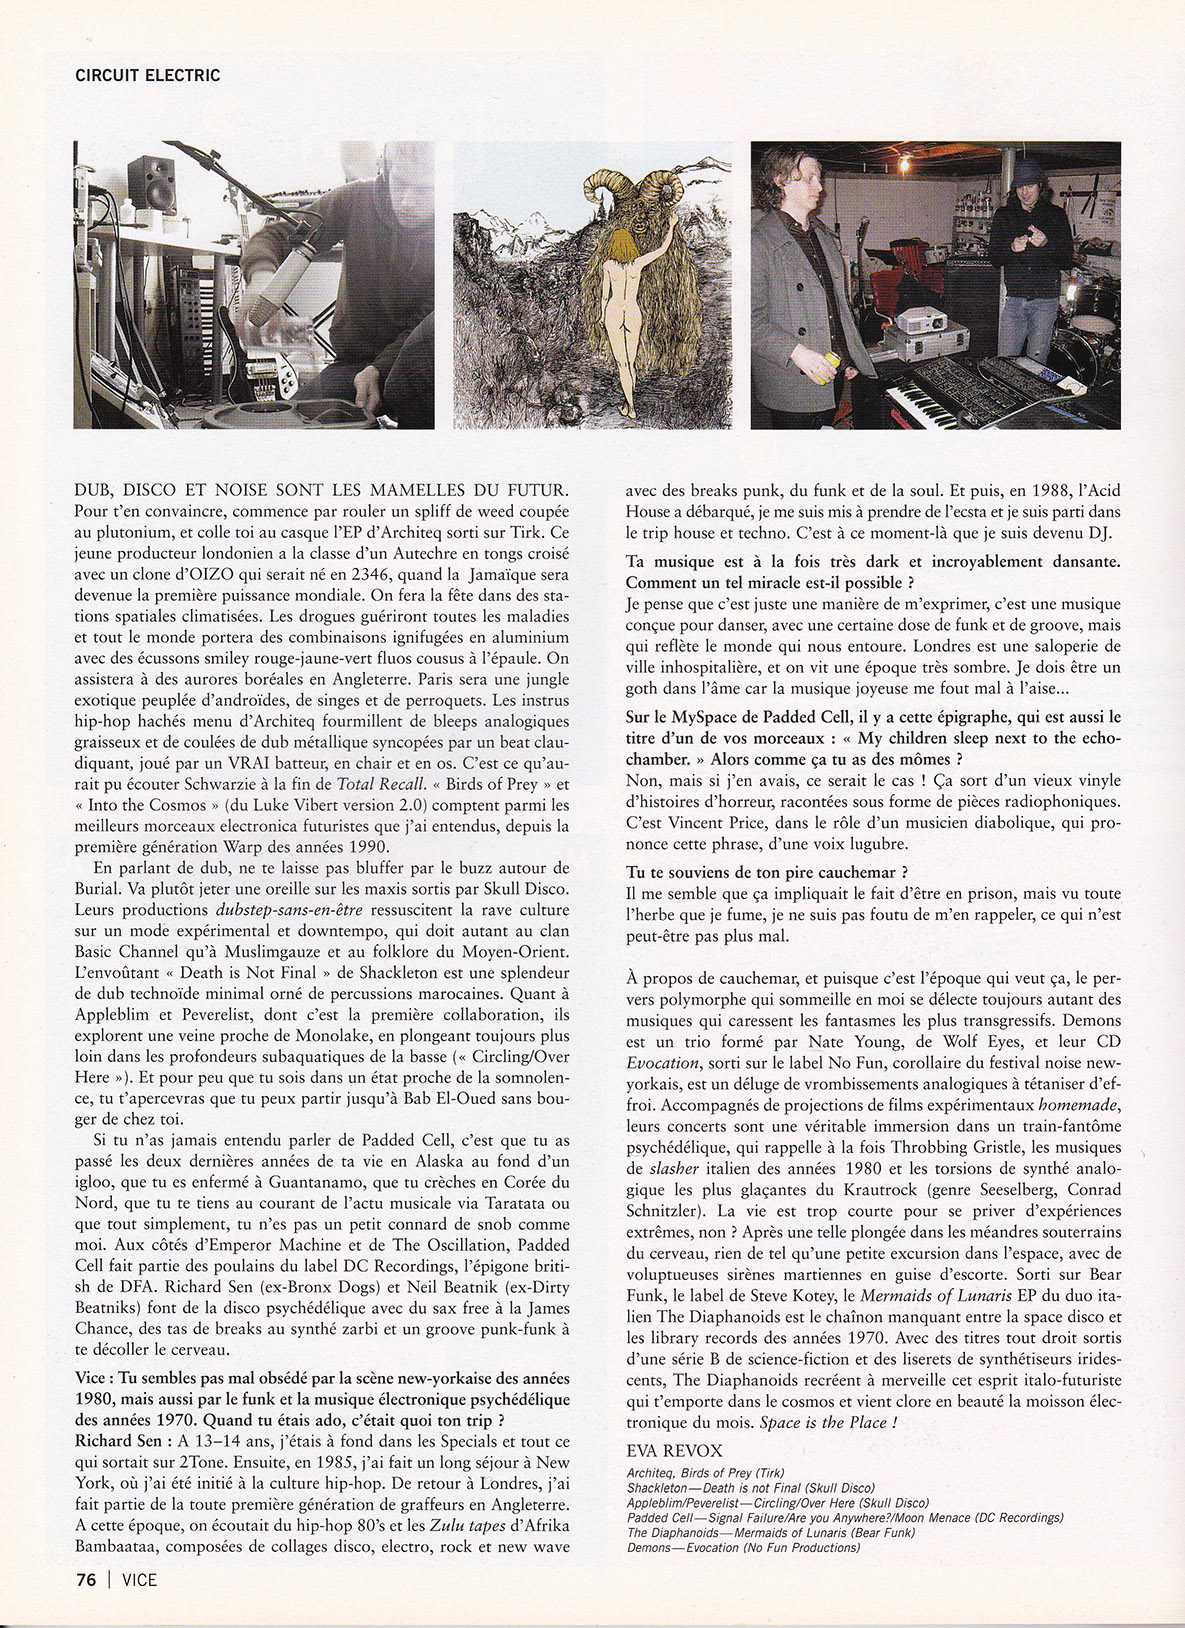 CIRCUIT ELECTRIC
DUB, DISCO ET NOISE SONT LES MAMELLES DU FUTUR.
Pour t'en convaincre, commence par rouler un spliff de weed coupée
au plutonium, et colle toi au casque l'EP d'Architeq sorti sur Tirk. Ce
jeune producteur londonien a la classe d'un Autechre en tongs croisé
avec un clone d'OIZO qui serait né en 2346, quand la Jamaïque sera
devenue la première puissance mondiale. On fera la fête dans des sta-
tions spatiales climatisées. Les drogues guériront toutes les maladies
et tout le monde portera des combinaisons ignifugées en aluminium
avec des écussons smiley rouge-jaune-vert fluos cousus à l'épaule. On
assistera à des aurores boréales en Angleterre. Paris sera une jungle
exotique peuplée d'androïdes, de singes et de perroquets. Les instrus
hip-hop hachés menu d'Architeq fourmillent de bleeps analogiques
graisseux et de coulées de dub métallique syncopées par un beat clau-
diquant, joué par un VRAI batteur, en chair et en os. C'est ce qu'au-
rait pu écouter Schwarzie à la fin de Total Recall. « Birds of Prey » et
« Into the Cosmos » (du Luke Vibert version 2.0) comptent parmi les
meilleurs morceaux electronica futuristes que j'ai entendus, depuis la
première génération Warp des années 1990.
En parlant de dub, ne te laisse pas bluffer par le buzz autour de
Burial. Va plutôt jeter une oreille sur les maxis sortis par Skull Disco.
Leurs productions dubstep-sans-en-être ressuscitent la rave culture
sur un mode expérimental et downtempo, qui doit autant au clan
Basic Channel qu'à Muslimgauze et au folklore du Moyen-Orient.
L'envoûtant « Death is Not Final » de Shackleton est une splendeur
de dub technoïde minimal orné de percussions marocaines. Quant à
Appleblim et Peverelist, dont c'est la première collaboration, ils
explorent une veine proche de Monolake, en plongeant toujours plus
loin dans les profondeurs subaquatiques de la basse (« Circling/Over
Here »). Et pour peu que tu sois dans un état proche de la somnolen-
ce, tu t'apercevras que tu peux partir jusqu'à Bab El-Oued sans bou-
ger de chez toi.
Si tu n'as jamais entendu parler de Padded Cell, c'est que tu as
passé les deux dernières années de ta vie en Alaska au fond d'un
igloo, que tu es enfermé à Guantanamo, que tu crèches en Corée du
Nord, que tu te tiens au courant de l'actu musicale via Taratata ou
que tout simplement, tu n'es pas un petit connard de snob comme
moi. Aux côtés d'Emperor Machine et de The Oscillation, Padded
Cell fait partie des poulains du label DC Recordings, l'épigone briti-
sh de DFA. Richard Sen (ex-Bronx Dogs) et Neil Beatnik (ex-Dirty
Beatniks) font de la disco psychédélique avec du sax free à la James
Chance, des tas de breaks au synthé zarbi et un groove punk-funk à
te décoller le cerveau.
Vice : Tu sembles pas mal obsédé par la scène new-yorkaise des années
1980, mais aussi par le funk et la musique électronique psychédélique
des années 1970. Quand tu étais ado, c'était quoi ton trip ?
Richard Sen : A 13–14 ans, j'étais à fond dans les Specials et tout ce
qui sortait sur 2Tone. Ensuite, en 1985, j'ai fait un long séjour à New
York, où j'ai été initié à la culture hip-hop. De retour à Londres, j'ai
fait partie de la toute première génération de graffeurs en Angleterre.
A cette époque, on écoutait du hip-hop 80's et les Zulu tapes d'Afrika
Bambaataa, composées de collages disco, electro, rock et new wave
avec des breaks punk, du funk et de la soul. Et puis, en 1988, l'Acid
House a débarqué, je me suis mis à prendre de l'ecsta et je suis parti dans
le trip house et techno. C'est à ce moment-là que je suis devenu DJ.
Ta musique est à la fois très dark et incroyablement dansante.
Comment un tel miracle est-il possible ?
Je pense que c'est juste une manière de m'exprimer, c'est une musique
conçue pour danser, avec une certaine dose de funk et de groove, mais
qui reflète le monde qui nous entoure. Londres est une saloperie de
ville inhospitalière, et on vit une époque très sombre. Je dois être un
goth dans l'âme car la musique joyeuse me fout mal à l'aise...
Sur le MySpace de Padded Cell, il y a cette épigraphe, qui est aussi le
titre d'un de vos morceaux : « My children sleep next to the echo-
chamber. » Alors comme ça tu as des mômes ?
Non, mais si j'en avais, ce serait le cas ! Ça sort d'un vieux vinyle
d'histoires d'horreur, racontées sous forme de pièces radiophoniques.
C'est Vincent Price, dans le rôle d'un musicien diabolique, qui pro-
nonce cette phrase, d'une voix lugubre.
Tu te souviens de ton pire cauchemar ?
Il me semble que ça impliquait le fait d'être en prison, mais vu toute
l'herbe que je fume, je ne suis pas foutu de m'en rappeler, ce qui n'est
peut-être pas plus mal.
À propos de cauchemar, et puisque c'est l'époque qui veut ça, le per-
vers polymorphe qui sommeille en moi se délecte toujours autant des
musiques qui caressent les fantasmes les plus transgressifs. Demons
est un trio formé par Nate Young, de Wolf Eyes, et leur CD
Evocation, sorti sur le label No Fun, corollaire du festival noise new-
yorkais, est un déluge de vrombissements analogiques à tétaniser d'ef-
froi. Accompagnés de projections de films expérimentaux homemade,
leurs concerts sont une véritable immersion dans un train-fantôme
psychédélique, qui rappelle à la fois Throbbing Gristle, les musiques
de slasher italien des années 1980 et les torsions de synthé analo-
gique les plus glaçantes du Krautrock (genre Seeselberg, Conrad
Schnitzler). La vie est trop courte pour se priver d'expériences
extrêmes, non ? Après une telle plongée dans les méandres souterrains
du cerveau, rien de tel qu'une petite excursion dans l'espace, avec de
voluptueuses sirènes martiennes en guise d'escorte. Sorti sur Bear
Funk, le label de Steve Kotey, le Mermaids of Lunaris EP du duo ita-
lien The Diaphanoids est le chaînon manquant entre la space disco et
les library records des années 1970. Avec des titres tout droit sortis
d'une série B de science-fiction et des liserets de synthétiseurs irides-
cents, The Diaphanoids recréent à merveille cet esprit italo-futuriste
qui t'emporte dans le cosmos et vient clore en beauté la moisson élec-
tronique du mois. Space is the Place !
EVA REVOX
Architeq, Birds of Prey (Tirk)
Shackleton—Death is not Final (Skull Disco)
Appleblim/Peverelist—Circling/Over Here (Skull Disco)
Padded Cell—Signal Failure/Are you Anywhere?/Moon Menace (DC Recordings)
The Diaphanoids—Mermaids of Lunaris (Bear Funk)
Demons—Evocation (No Fun Productions)
76 | VICE